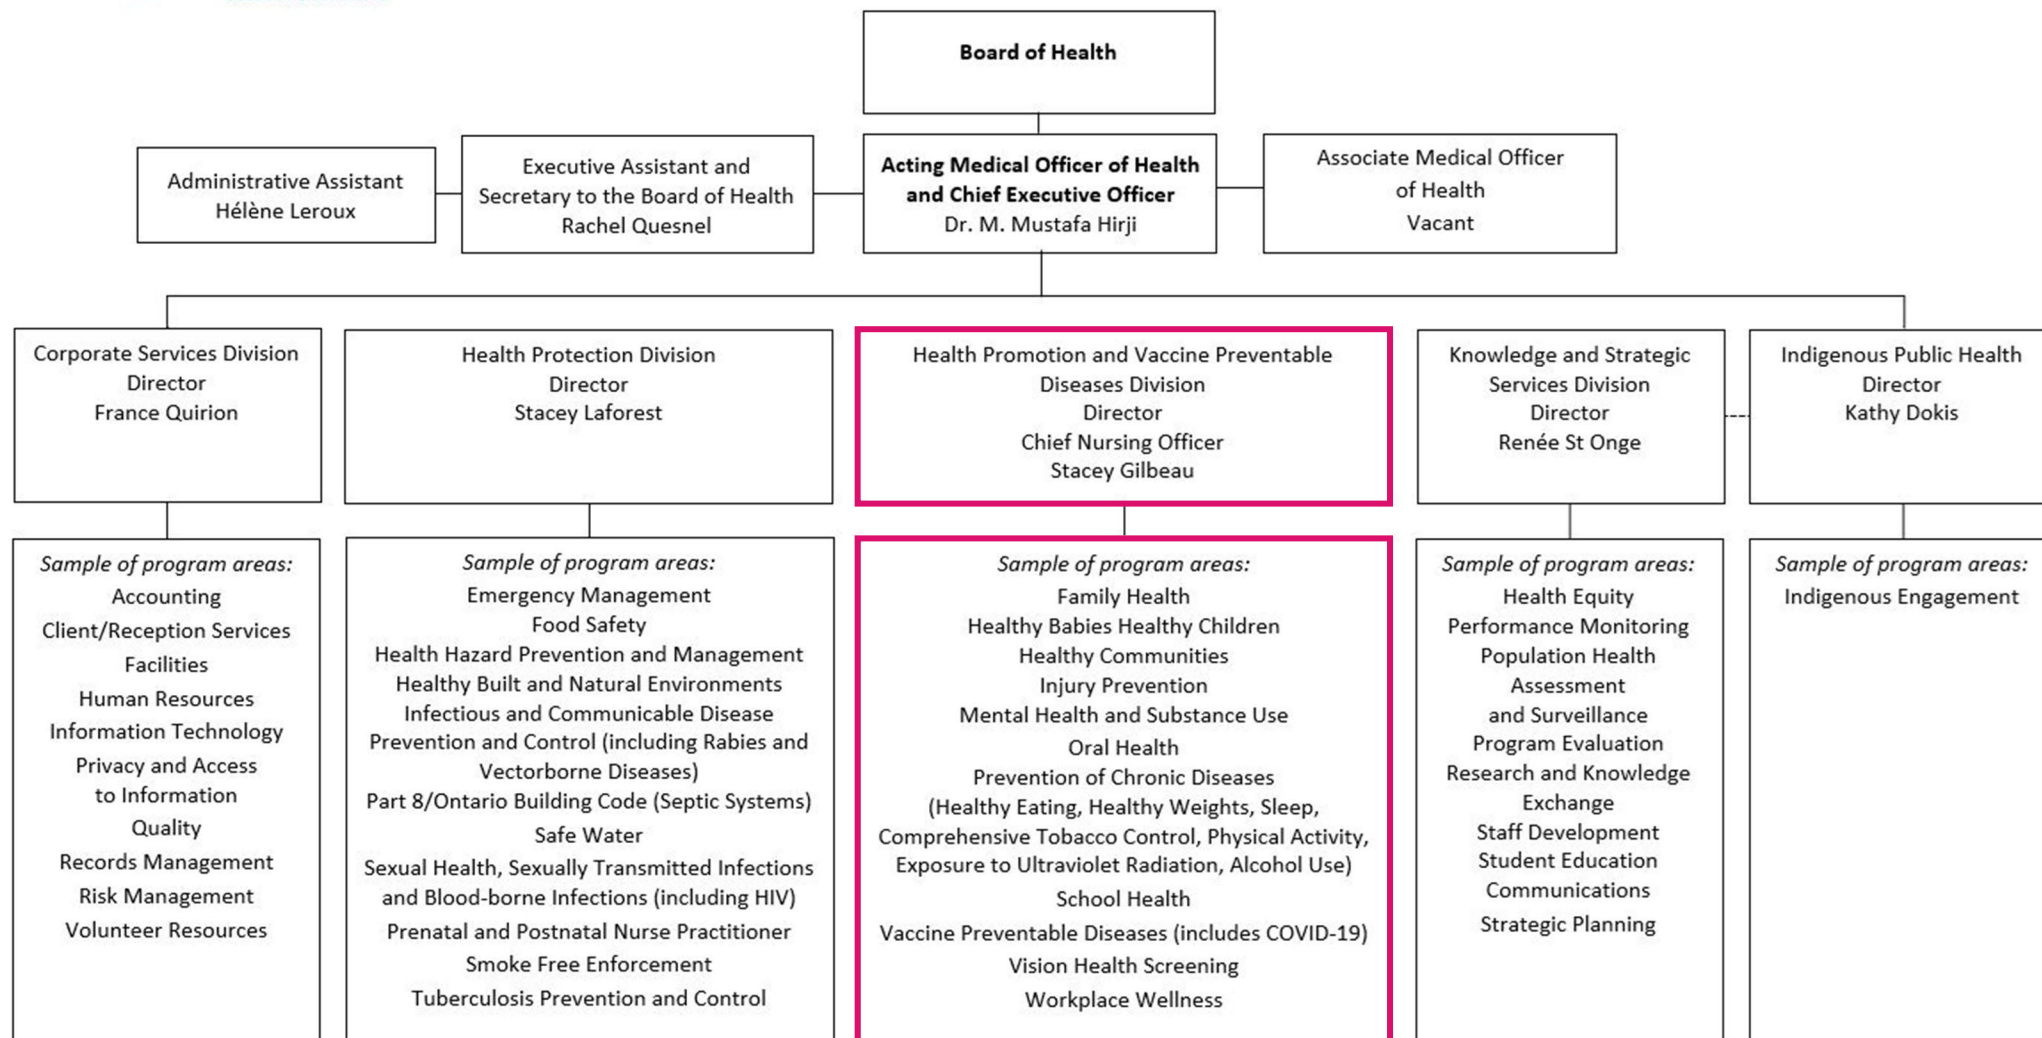 Board of Health
Administrative Assistant
Hélène Leroux
Executive Assistant and
Secretary to the Board of Health
Rachel Quesnel
Acting Medical Officer of Health
and Chief Executive Officer
Dr. M. Mustafa Hirji
Associate Medical Officer
of Health
Vacant
Corporate Services Division
Director
France Quirion
Health Protection Division
Director
Stacey Laforest
Health Promotion and Vaccine Preventable
Diseases Division
Director
Chief Nursing Officer
Stacey Gilbeau
Knowledge and Strategic
Services Division
Director
Renée St Onge
Indigenous Public Health
Director
Kathy Dokis
Sample of program areas:
Accounting
Client/Reception Services
Facilities
Human Resources
Information Technology
Privacy and Access
to Information
Quality
Records Management
Risk Management
Volunteer Resources
Sample of program areas:
Emergency Management
Food Safety
Health Hazard Prevention and Management
Healthy Built and Natural Environments
Infectious and Communicable Disease
Prevention and Control (including Rabies and
Vectorborne Diseases)
Part 8/Ontario Building Code (Septic Systems)
Safe Water
Sexual Health, Sexually Transmitted Infections
and Blood-borne Infections (including HIV)
Prenatal and Postnatal Nurse Practitioner
Smoke Free Enforcement
Tuberculosis Prevention and Control
Sample of program areas:
Family Health
Healthy Babies Healthy Children
Healthy Communities
Injury Prevention
Mental Health and Substance Use
Oral Health
Prevention of Chronic Diseases
(Healthy Eating, Healthy Weights, Sleep,
Comprehensive Tobacco Control, Physical Activity,
Exposure to Ultraviolet Radiation, Alcohol Use)
School Health
Vaccine Preventable Diseases (includes COVID-19)
Vision Health Screening
Workplace Wellness
Sample of program areas:
Health Equity
Performance Monitoring
Population Health
Assessment
and Surveillance
Program Evaluation
Research and Knowledge
Exchange
Staff Development
Student Education
Communications
Strategic Planning
Sample of program areas:
Indigenous Engagement